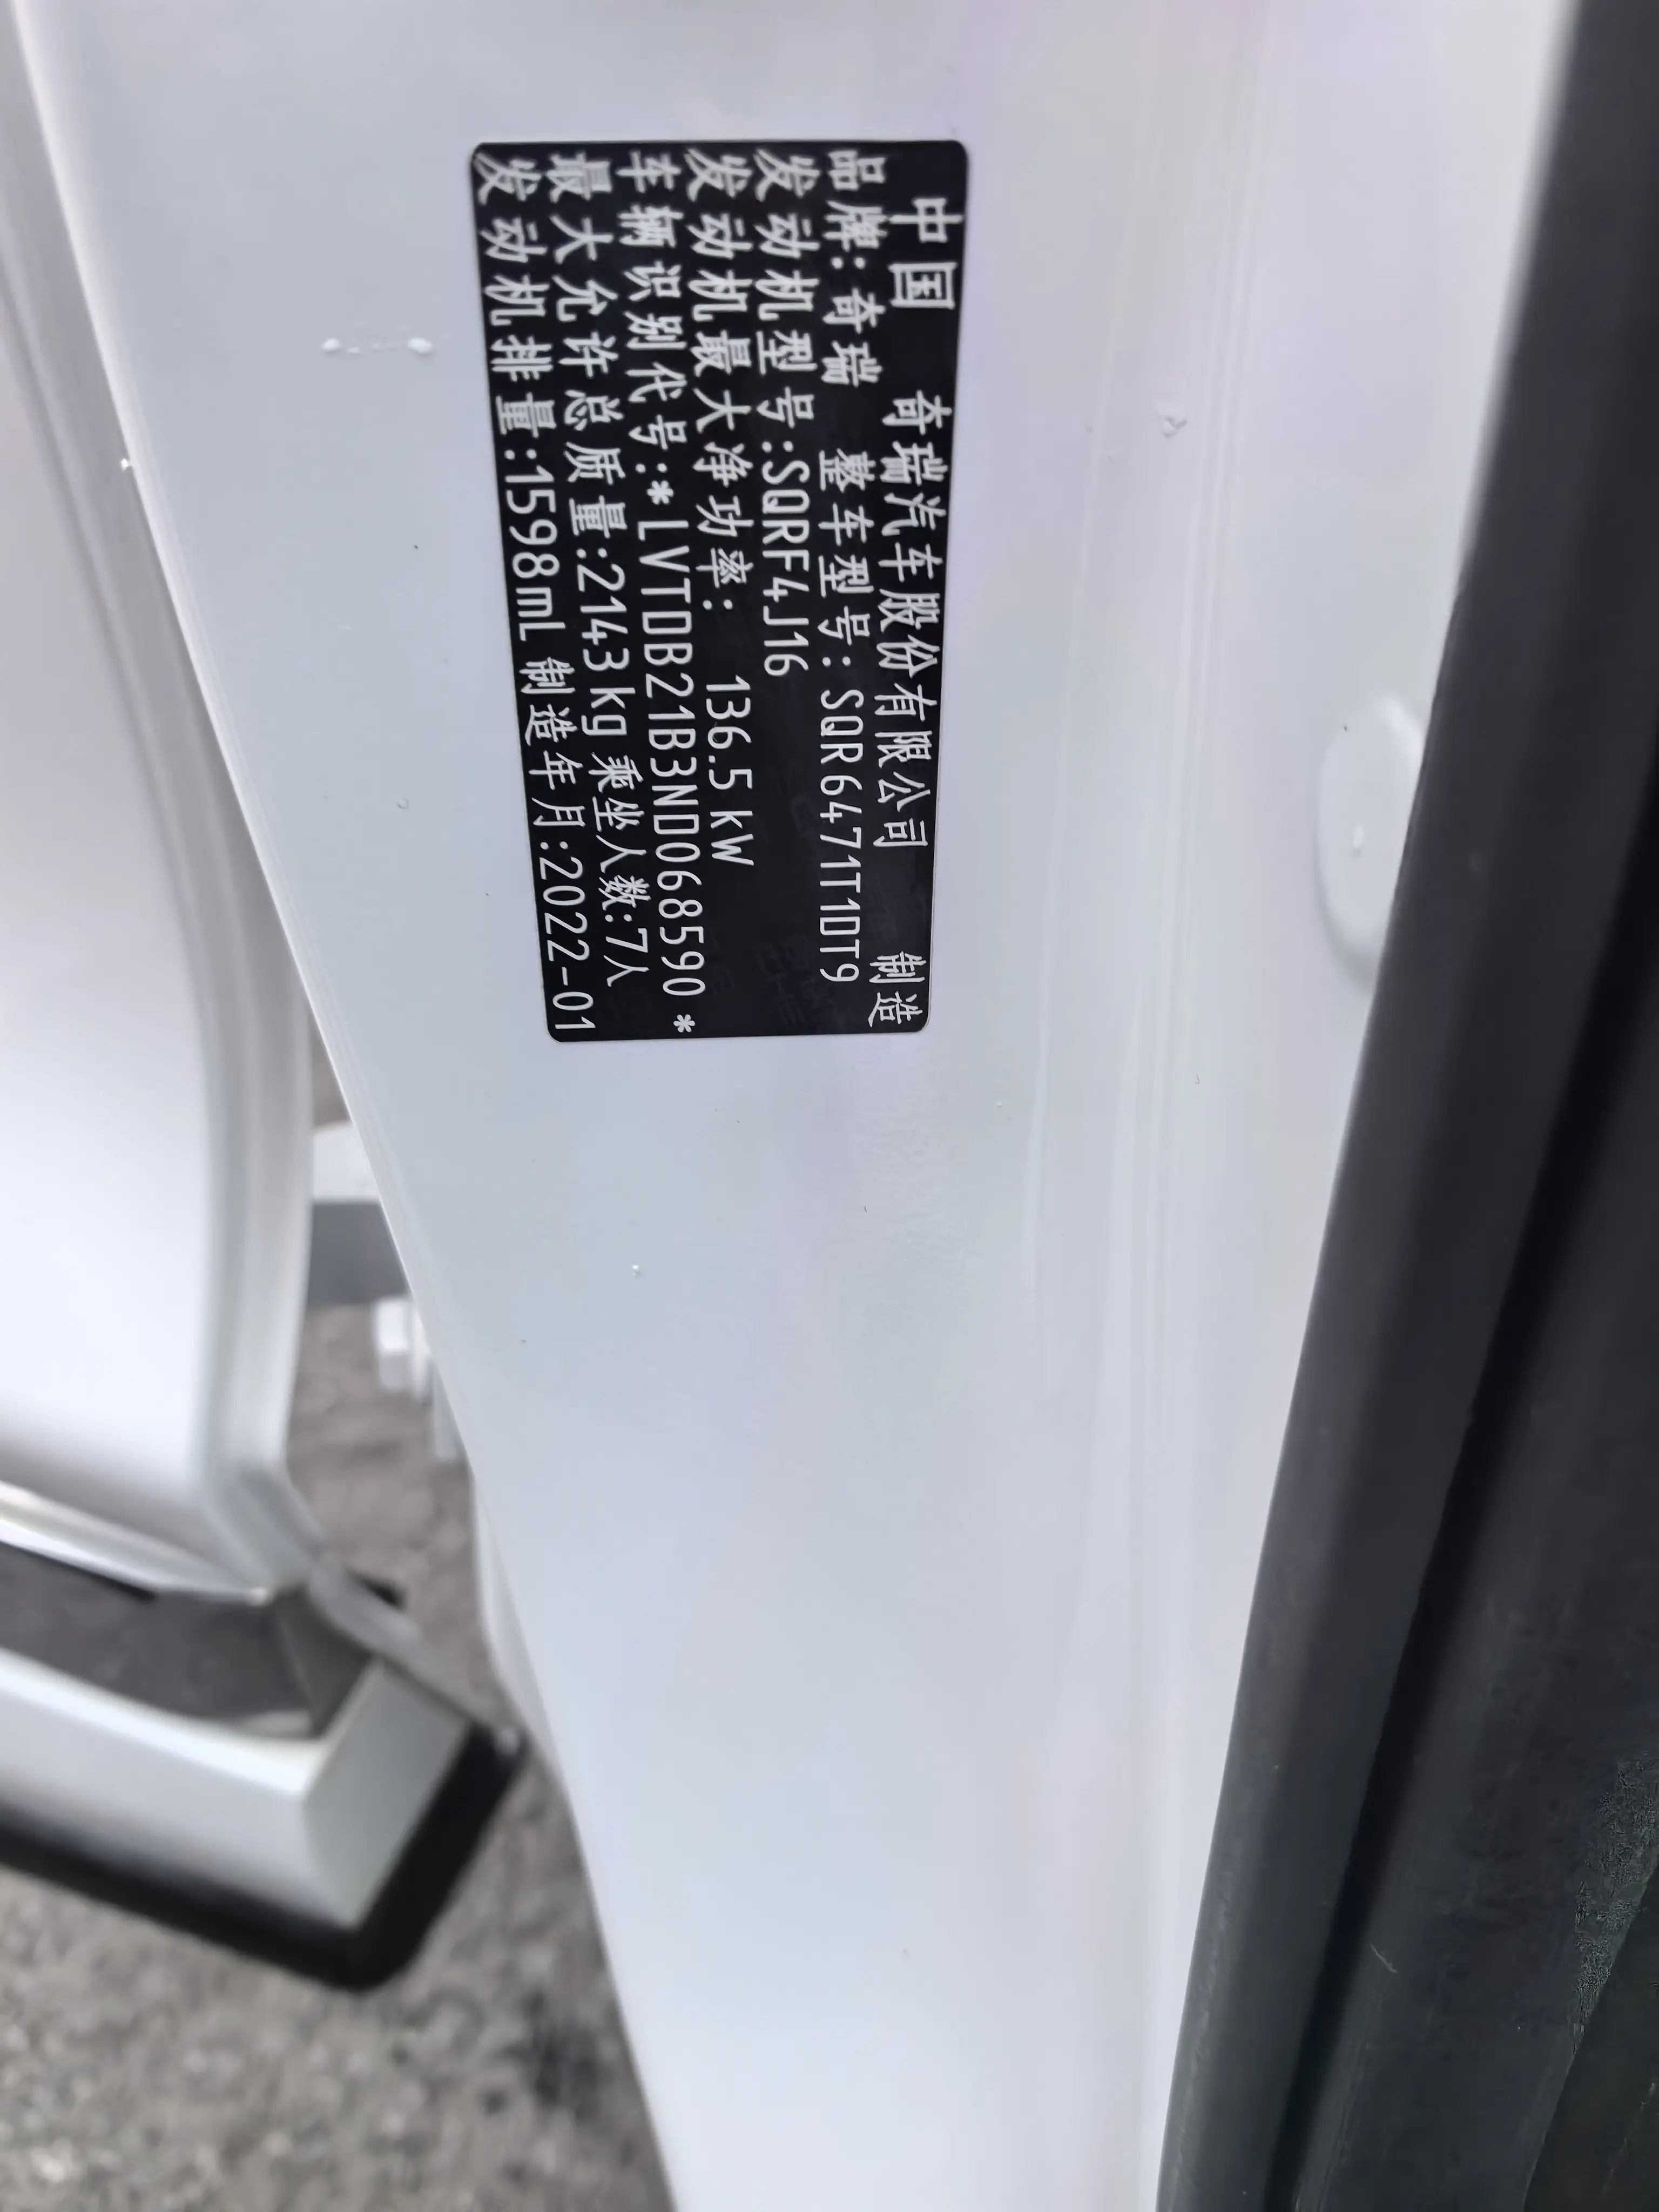 中国 奇瑞汽车股份有限公司 制造
品牌: 奇瑞 整车型号: SQR6471T1DT9
发动机型号:SQRF4J16
发动机最大净功率: 136.5 kW
车辆识别代号:*LVTDB21B3ND068590*
最大允许总质量:2143kg 乘坐人数:7人
发动机排量:1598mL 制造年月:2022-01